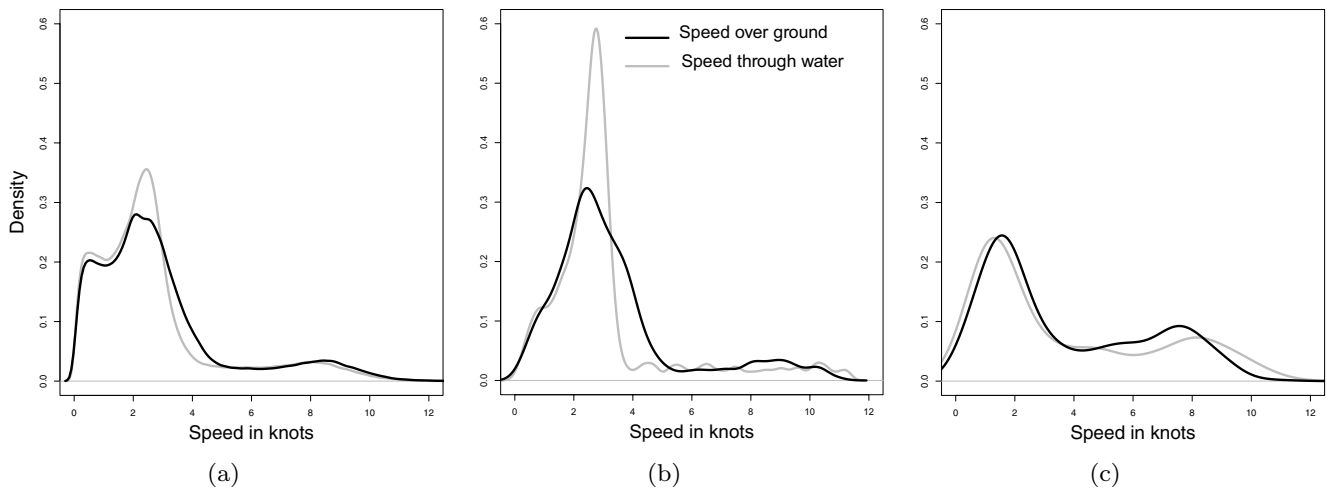 0.0 0.1 0.2 0.3 0.4 0.5 0.6
Density
0 2 4 6 8 10 12
Speed in knots
(a)
0.0 0.1 0.2 0.3 0.4 0.5 0.6
Speed over ground
Speed through water
0 2 4 6 8 10 12
Speed in knots
(b)
0.0 0.1 0.2 0.3 0.4 0.5 0.6
0 2 4 6 8 10 12
Speed in knots
(c)